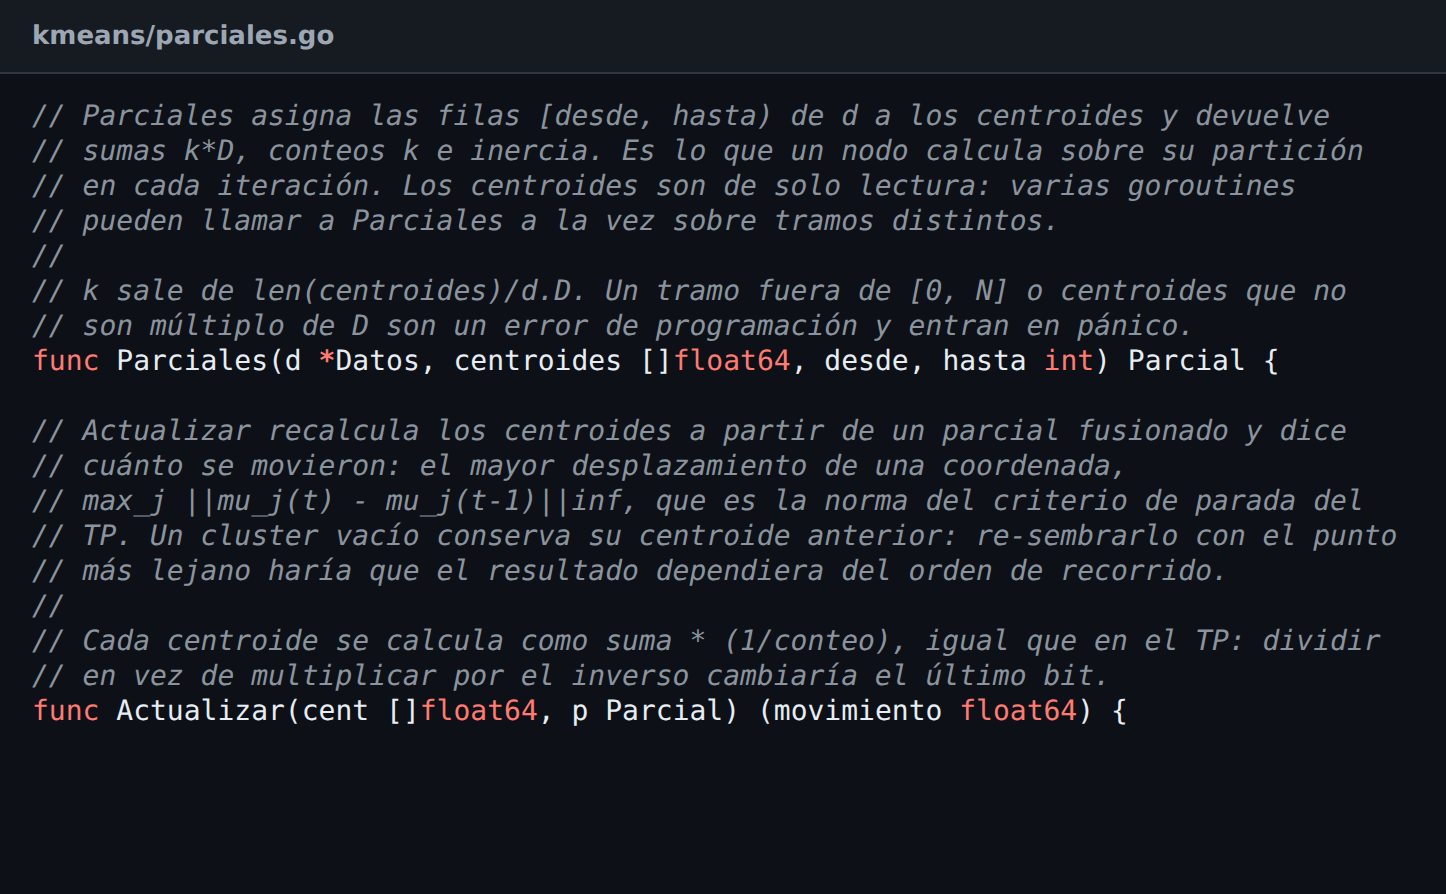 kmeans/parciales.go
// Parciales asigna las filas [desde, hasta) de d a los centroides y devuelve
// sumas k*D, conteos k e inercia. Es lo que un nodo calcula sobre su partición
// en cada iteración. Los centroides son de solo lectura: varias goroutines
// pueden llamar a Parciales a la vez sobre tramos distintos.
//
// k sale de len(centroides)/d.D. Un tramo fuera de [0, N] o centroides que no
// son múltiplo de D son un error de programación y entran en pánico.
func Parciales(d *Datos, centroides []float64, desde, hasta int) Parcial {
// Actualizar recalcula los centroides a partir de un parcial fusionado y dice
// cuánto se movieron: el mayor desplazamiento de una coordenada,
// max_j ||mu_j(t) - mu_j(t-1)||inf, que es la norma del criterio de parada del
// TP. Un cluster vacío conserva su centroide anterior: re-sembrarlo con el punto
// más lejano haría que el resultado dependiera del orden de recorrido.
//
// Cada centroide se calcula como suma * (1/conteo), igual que en el TP: dividir
// en vez de multiplicar por el inverso cambiaría el último bit.
func Actualizar(cent []float64, p Parcial) (movimiento float64) {